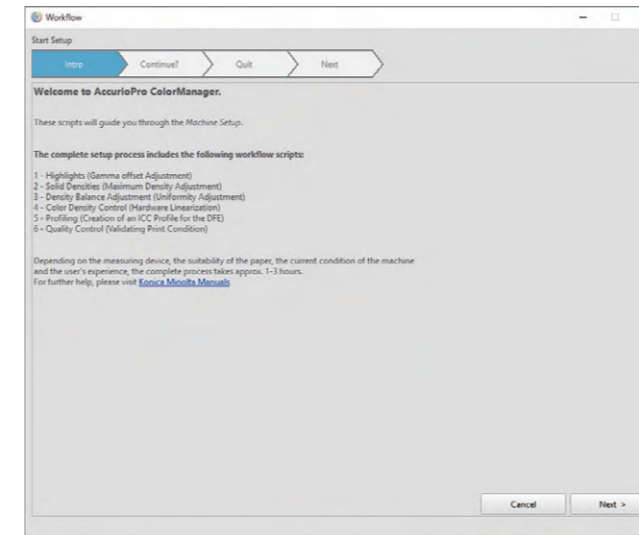 Workflow
Start Setup
Intro Continue? Quit Next
Welcome to AccurioPro ColorManager.
These scripts will guide you through the Machine Setup.
The complete setup process includes the following workflow scripts:
1 - Highlights (Gamma offset Adjustment)
2 - Solid Densities (Maximum Density Adjustment)
3 - Density Balance Adjustment (Uniformity Adjustment)
4 - Color Density Control (Hardware Linearization)
5 - Profiling (Creation of an ICC Profile for the DFE)
6 - Quality Control (Validating Print Condition)
Depending on the measuring device, the suitability of the paper, the current condition of the machine
and the user's experience, the complete process takes approx. 1-3 hours.
For further help, please visit Konica Minolta Manuals
Cancel Next >